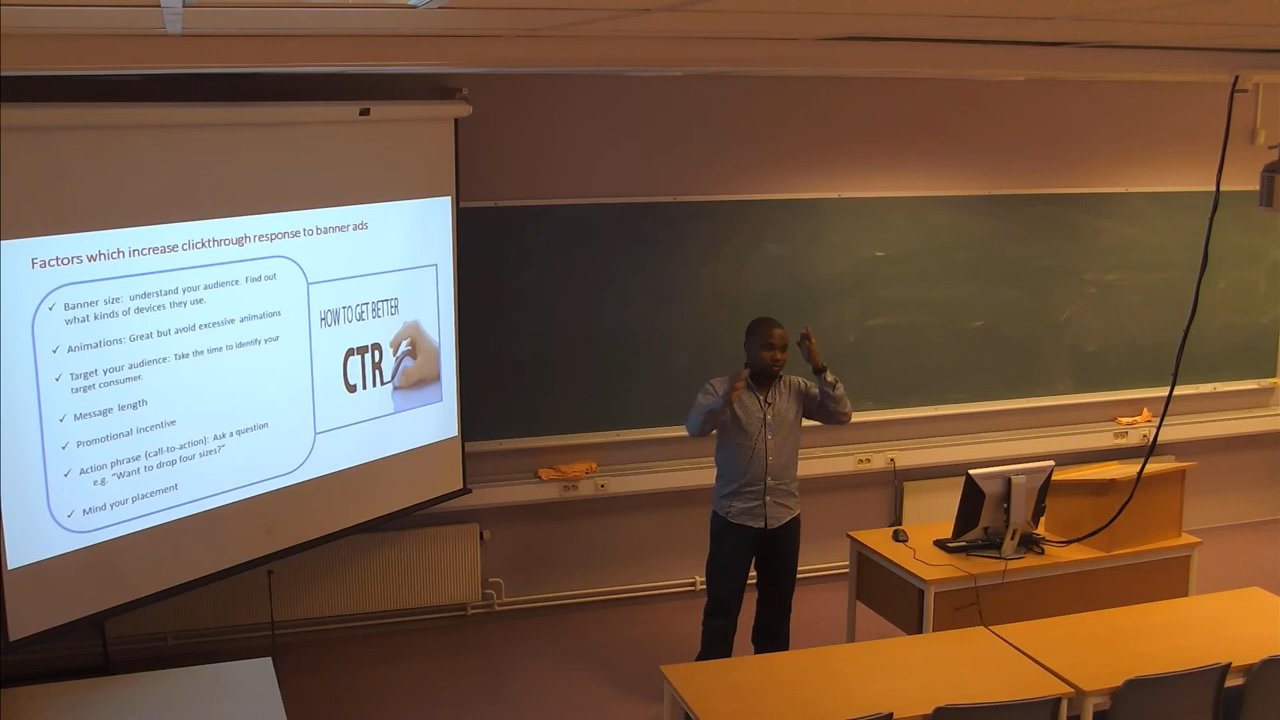 Factors which increase clickthrough response to banner ads
✓ Banner size: understand your audience. Find out
what kinds of devices they use.
✓ Animations: Great but avoid excessive animations
✓ Target your audience: Take the time to identify your
target consumer.
✓ Message length
✓ Promotional incentive
✓ Action phrase (call-to-action): Ask a question
e.g. "Want to drop four sizes?"
✓ Mind your placement
HOW TO GET BETTER
CTR